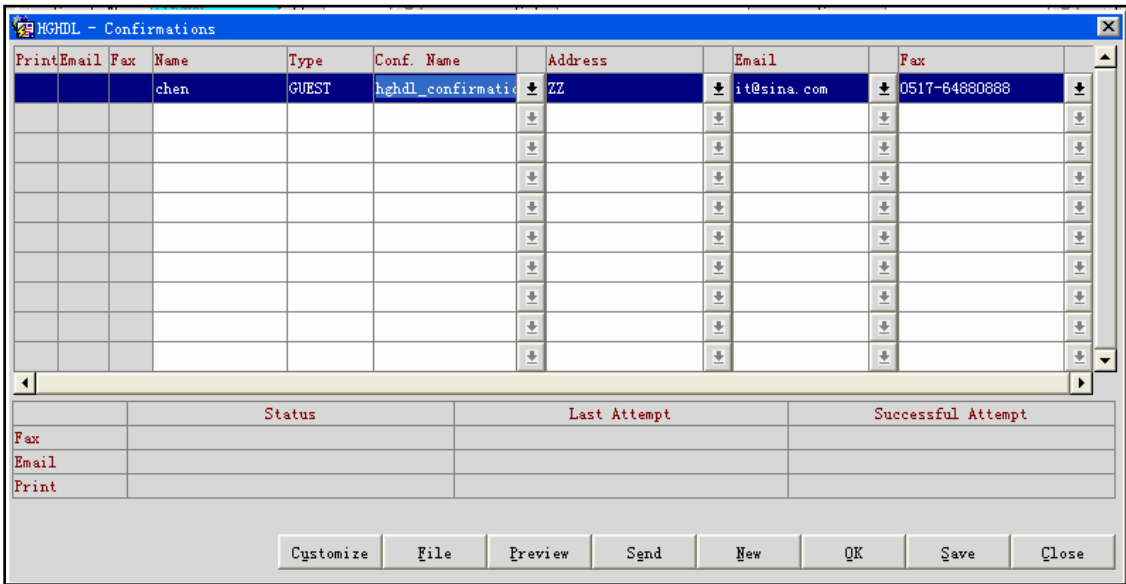 HGHDL - Confirmations
Print Email Fax Name Type Conf. Name Address Email Fax
chen GUEST hghdl_confirmatic ZZ it@sina.com 0517-64880888
Status Last Attempt Successful Attempt
Fax
Email
Print
Customize File Preview Send New OK Save Close